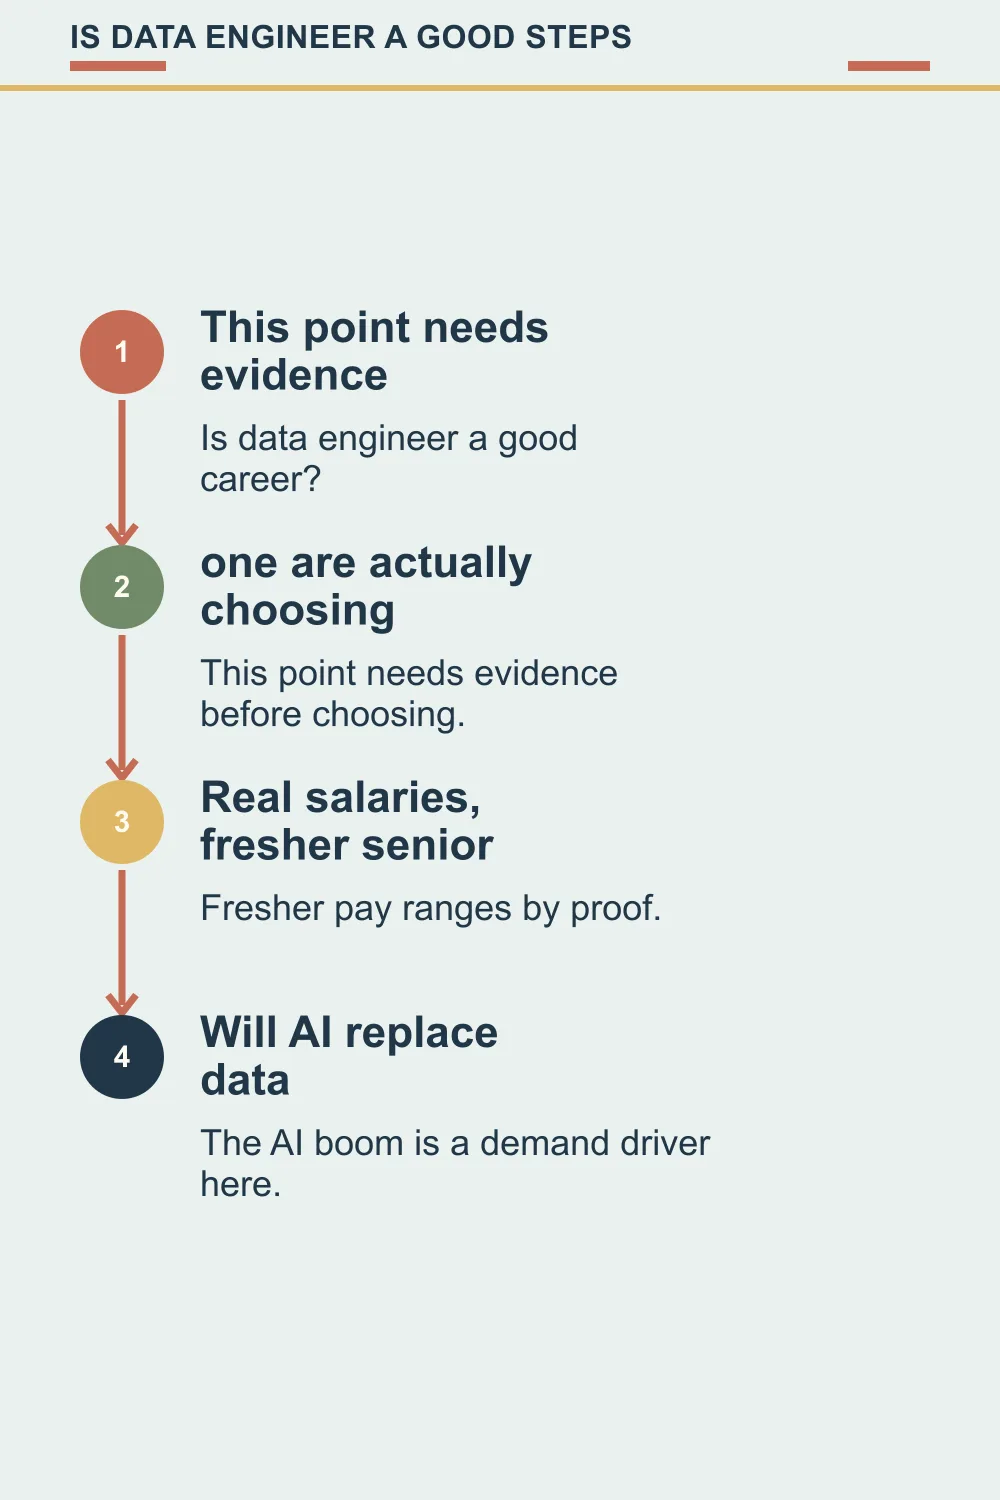 IS DATA ENGINEER A GOOD STEPS
1
This point needs
evidence
Is data engineer a good
career?
2
one are actually
choosing
This point needs evidence
before choosing.
3
Real salaries,
fresher senior
Fresher pay ranges by proof.
4
Will AI replace
data
The AI boom is a demand driver
here.